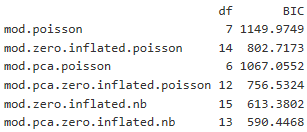 df BIC
mod.poisson 7 1149.9749
mod.zero.inflated.poisson 14 802.7173
mod.pca.poisson 6 1067.0552
mod.pca.zero.inflated.poisson 12 756.5324
mod.zero.inflated.nb 15 613.3802
mod.pca.zero.inflated.nb 13 590.4468